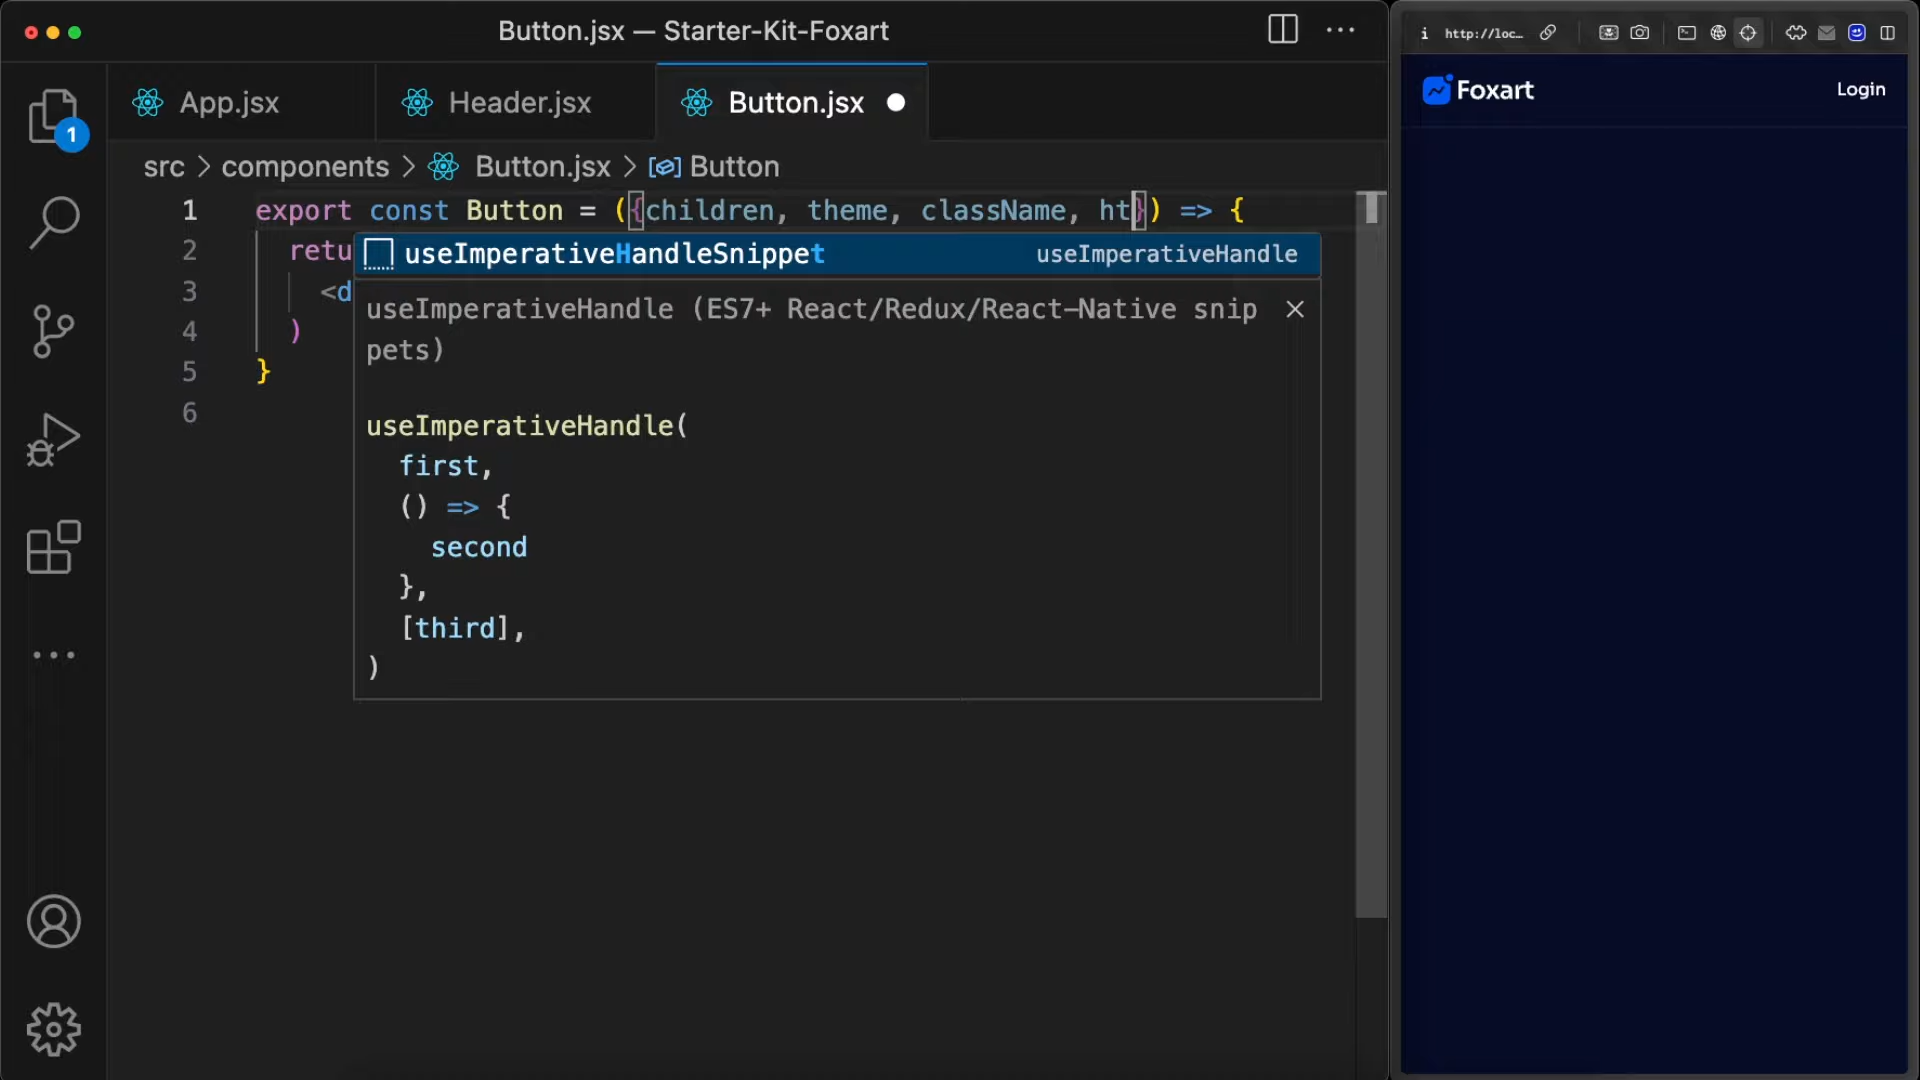 Button.jsx — Starter-Kit-Foxart
App.jsx
Header.jsx
Button.jsx
1
src > components > Button.jsx > Button
1 export const Button = ({children, theme, className, ht}) => {
2 retu
3 <d
4 )
5 }
6
useImperativeHandleSnippet useImperativeHandle
useImperativeHandle (ES7+ React/Redux/React-Native snip
pets)
useImperativeHandle(
first,
() => {
second
},
[third],
)
i http://loc…
Foxart
Login